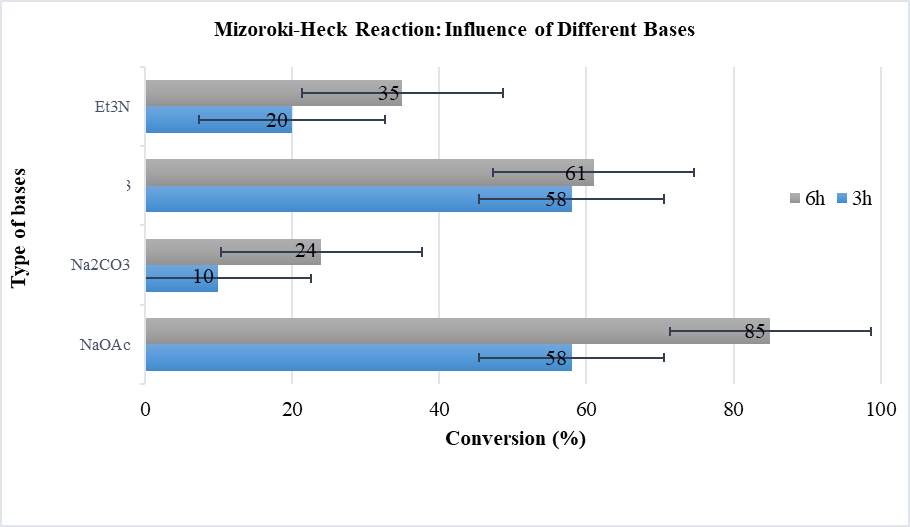 Mizoroki-Heck Reaction: Influence of Different Bases
Type of bases
Et3N
35
20
3
61
58
Na2CO3
24
10
NaOAc
85
58
6h
3h
0
20
40
60
80
100
Conversion (%)